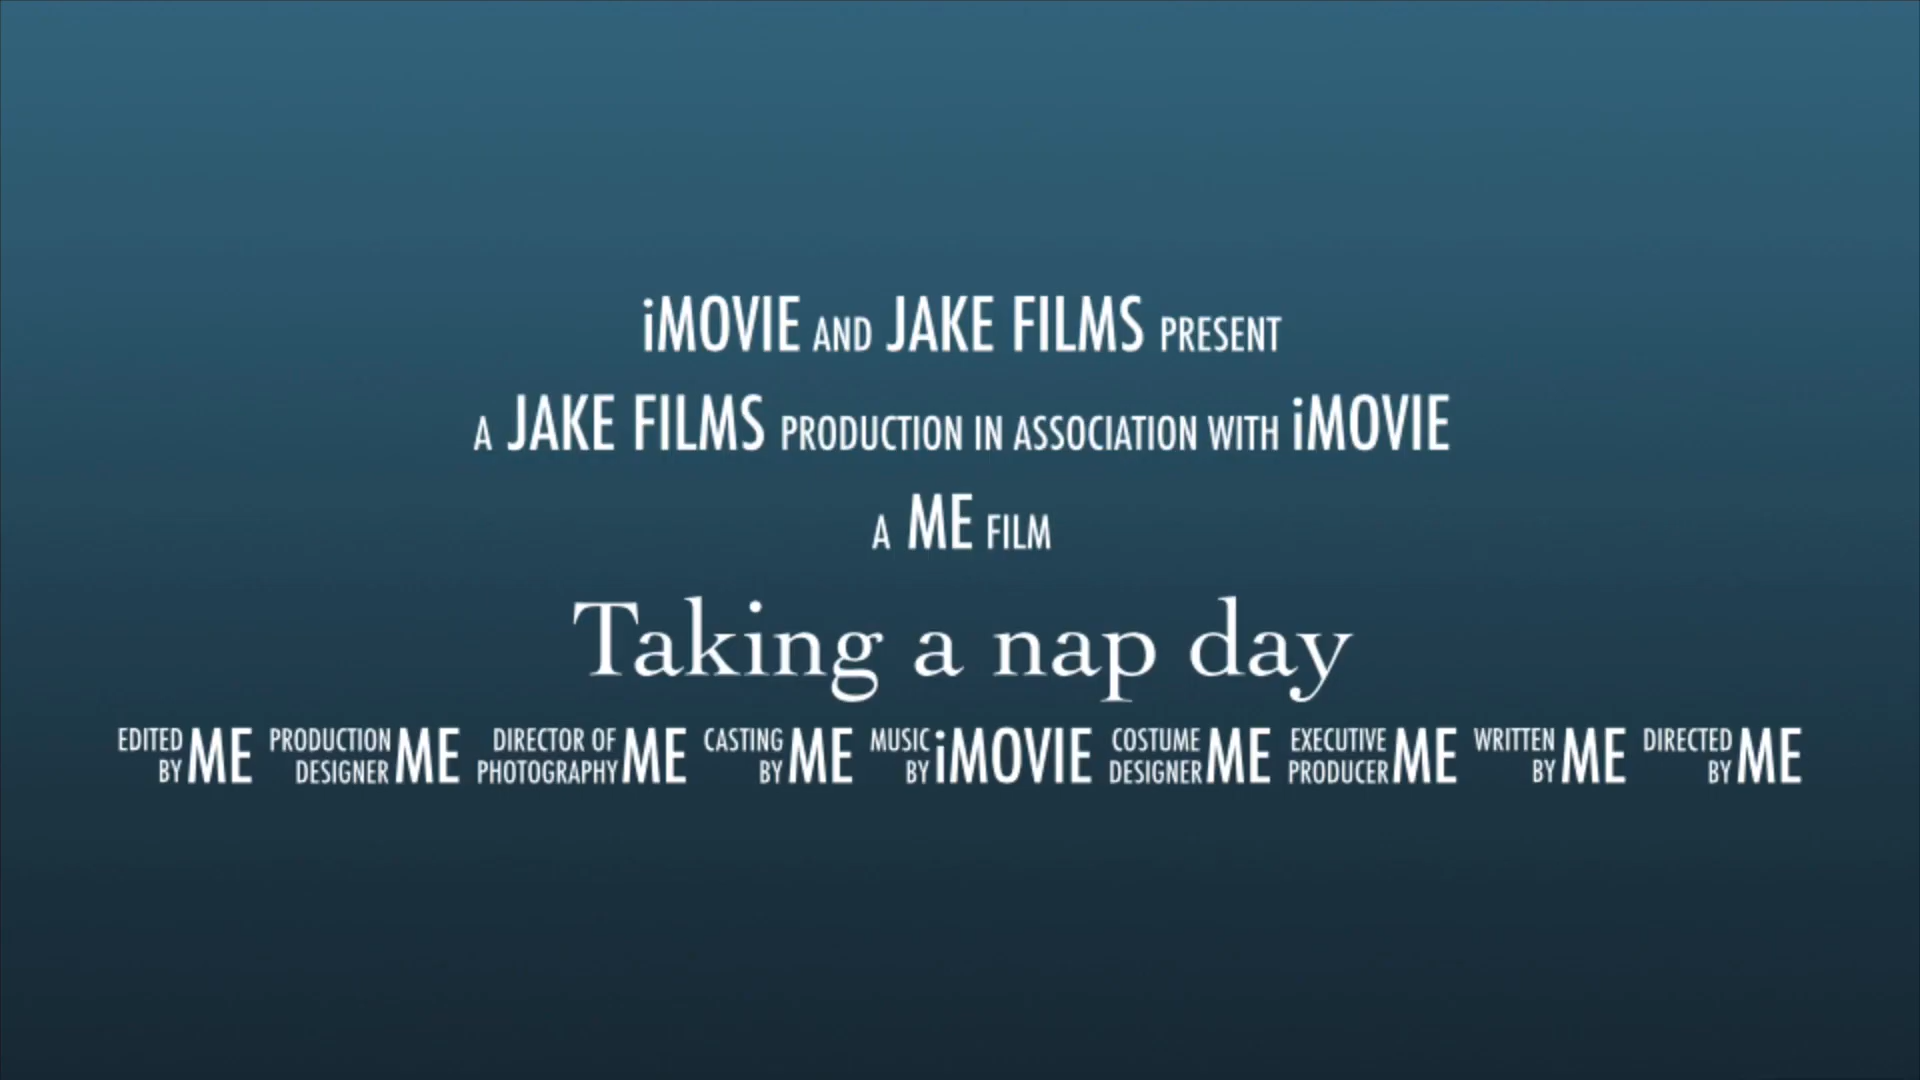 iMOVIE AND JAKE FILMS PRESENT
A JAKE FILMS PRODUCTION IN ASSOCIATION WITH iMOVIE
A ME FILM
Taking a nap day
EDITED BY ME PRODUCTION DESIGNER ME DIRECTOR OF PHOTOGRAPHY ME CASTING BY ME MUSIC BY iMOVIE COSTUME DESIGNER ME EXECUTIVE PRODUCER ME WRITTEN BY ME DIRECTED BY ME